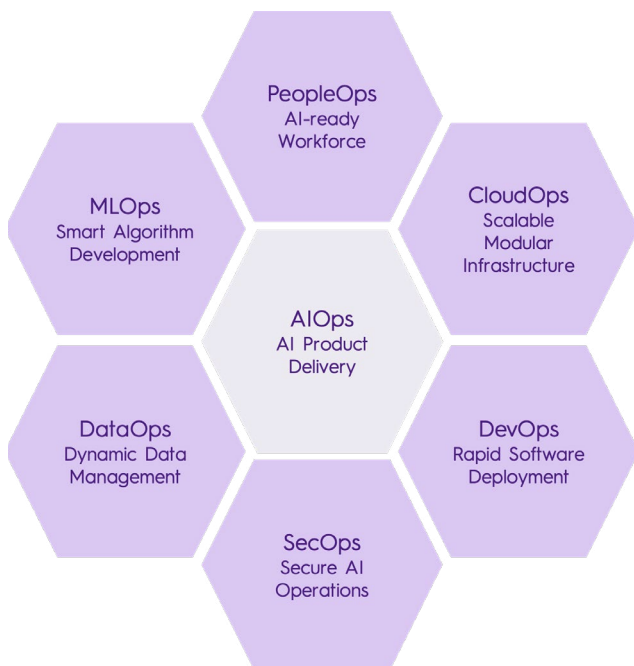 PeopleOps
AI-ready
Workforce
MLOps
Smart Algorithm
Development
CloudOps
Scalable
Modular
Infrastructure
AIOps
AI Product
Delivery
DataOps
Dynamic Data
Management
DevOps
Rapid Software
Deployment
SecOps
Secure AI
Operations